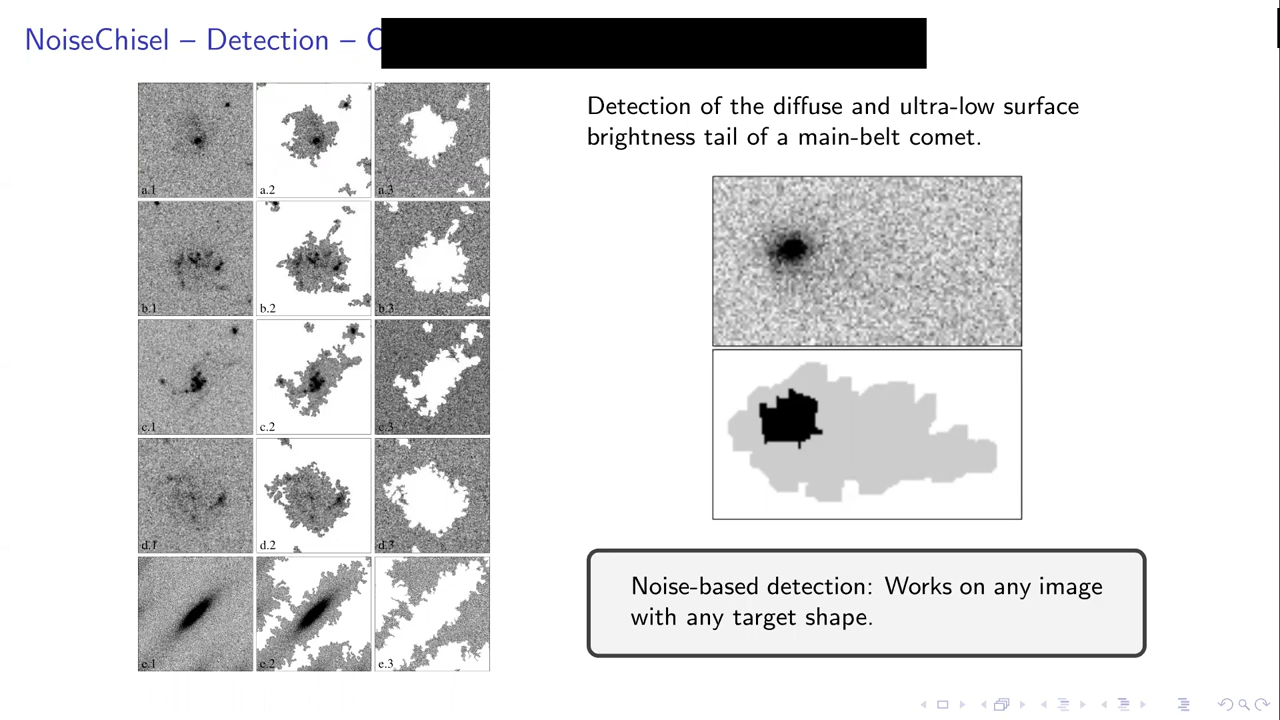 NoiseChisel – Detection –
Detection of the diffuse and ultra-low surface
brightness tail of a main-belt comet.
a.1
a.2
a.3
b.1
b.2
b.3
c.1
c.2
c.3
d.1
d.2
d.3
e.1
e.2
e.3
Noise-based detection: Works on any image
with any target shape.